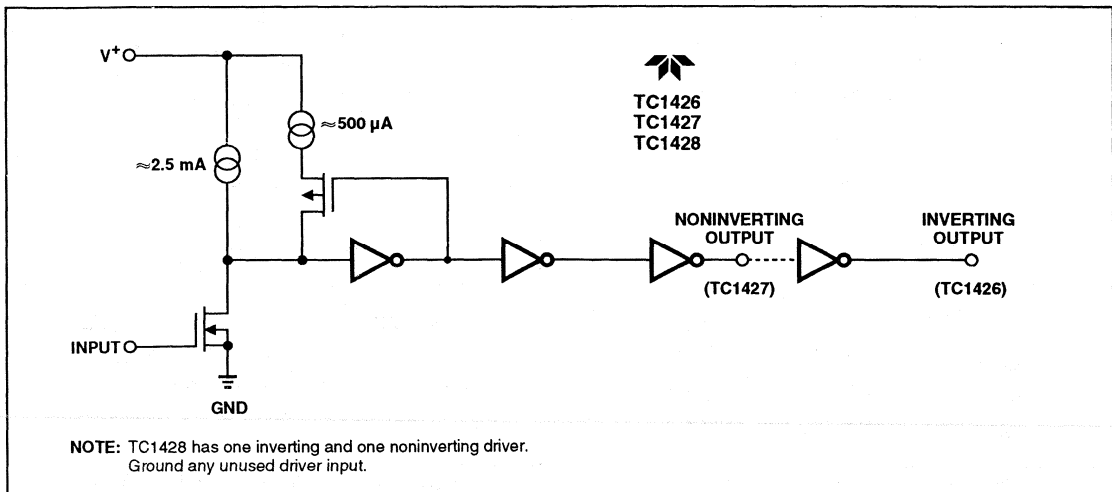 V+
≈500 µA
≈2.5 mA
TC1426
TC1427
TC1428
NONINVERTING
OUTPUT
(TC1427)
INVERTING
OUTPUT
(TC1426)
INPUT
GND
NOTE: TC1428 has one inverting and one noninverting driver.
Ground any unused driver input.